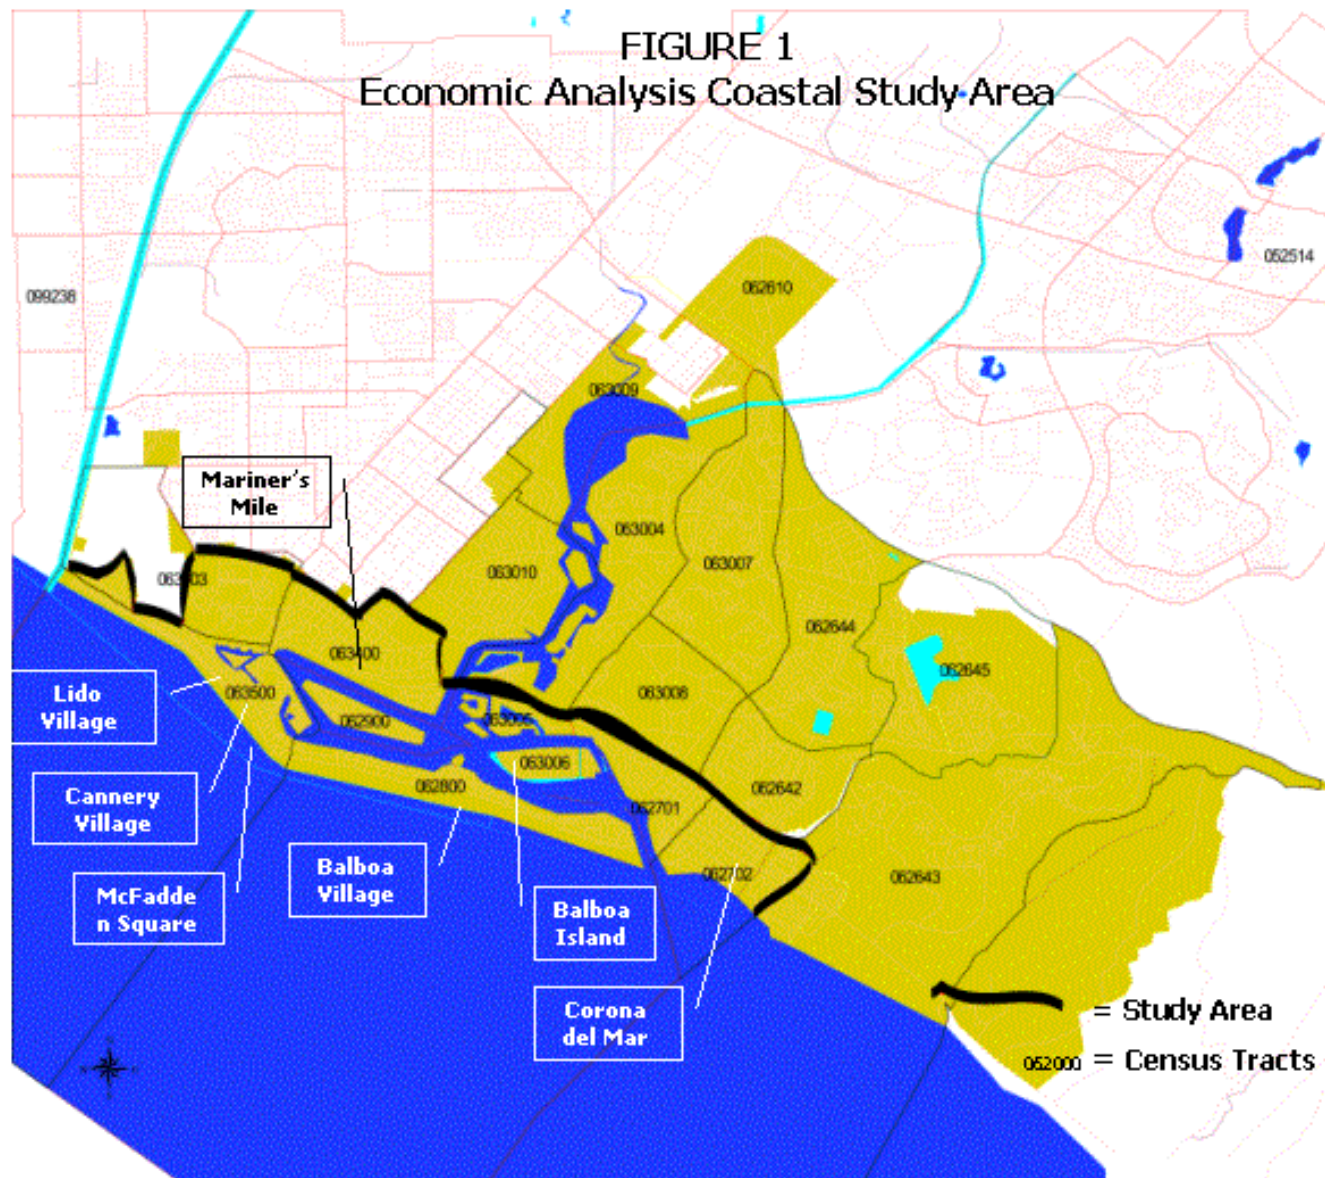 FIGURE 1
Economic Analysis Coastal Study Area
062610
052514
099238
063009
Mariner's
Mile
063004
063007
063010
062644
063400
062645
Lido
Village
063500
063008
062900
063006
062800
062642
Cannery
Village
062701
Balboa
Village
062702
062643
McFadde
n Square
Balboa
Island
Corona
del Mar
= Study Area
= Census Tracts